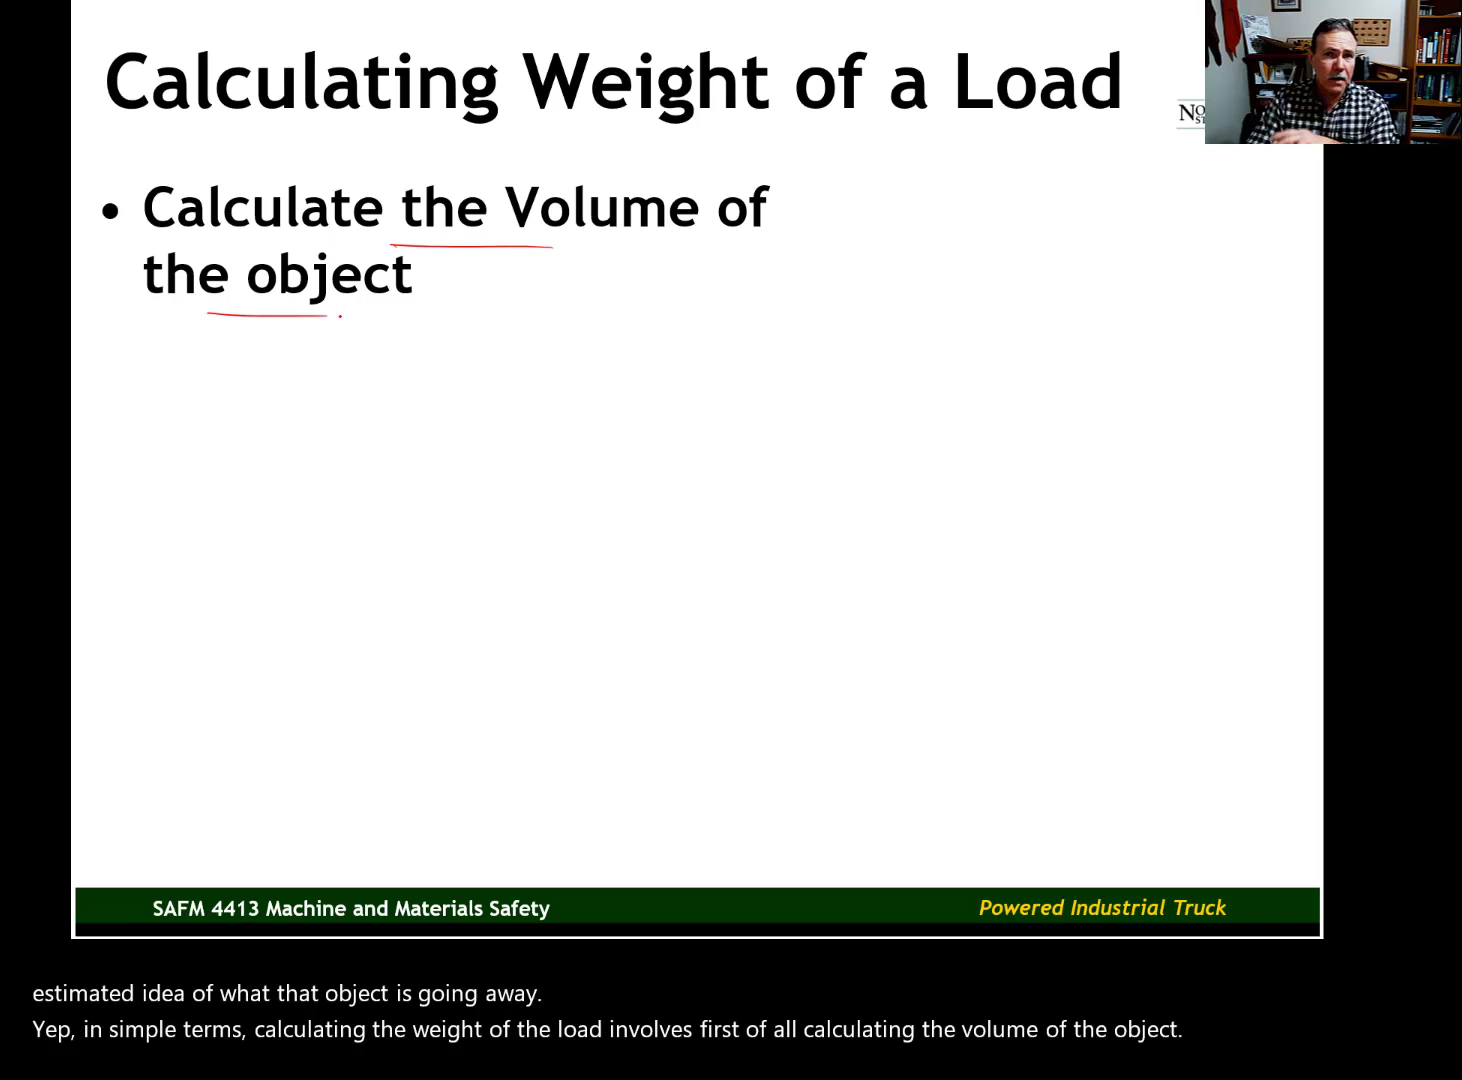 Calculating Weight of a Load
• Calculate the Volume of
the object
SAFM 4413 Machine and Materials Safety
Powered Industrial Truck
estimated idea of what that object is going away.
Yep, in simple terms, calculating the weight of the load involves first of all calculating the volume of the object.